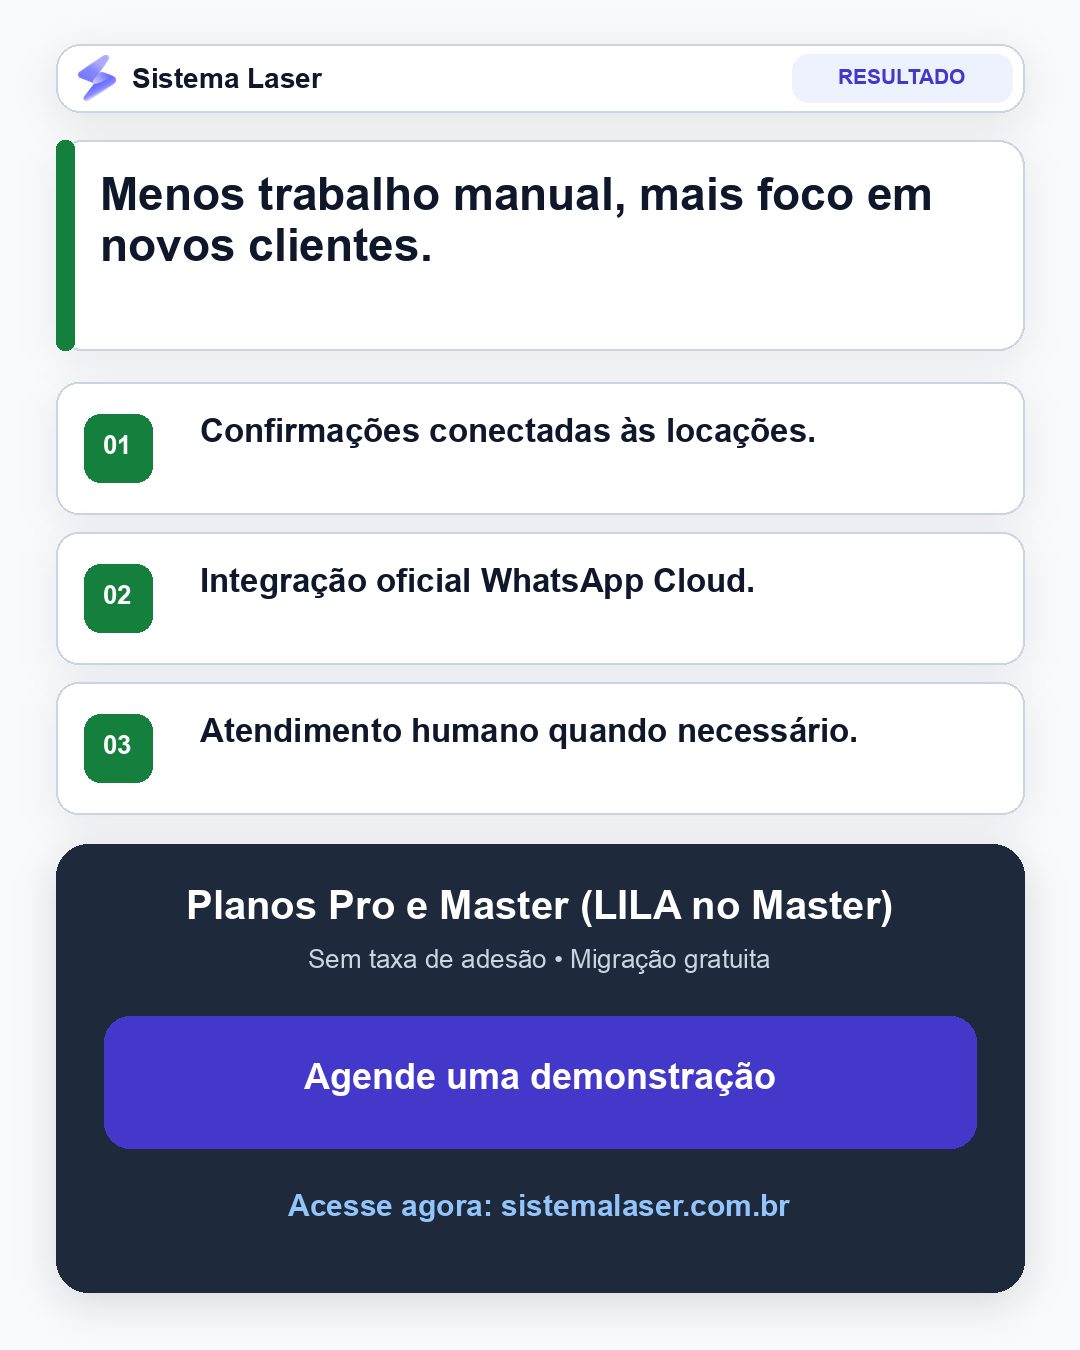 Sistema Laser
RESULTADO
Menos trabalho manual, mais foco em
novos clientes.
01
Confirmações conectadas às locações.
02
Integração oficial WhatsApp Cloud.
03
Atendimento humano quando necessário.
Planos Pro e Master (LILA no Master)
Sem taxa de adesão • Migração gratuita
Agende uma demonstração
Acesse agora: sistemalaser.com.br